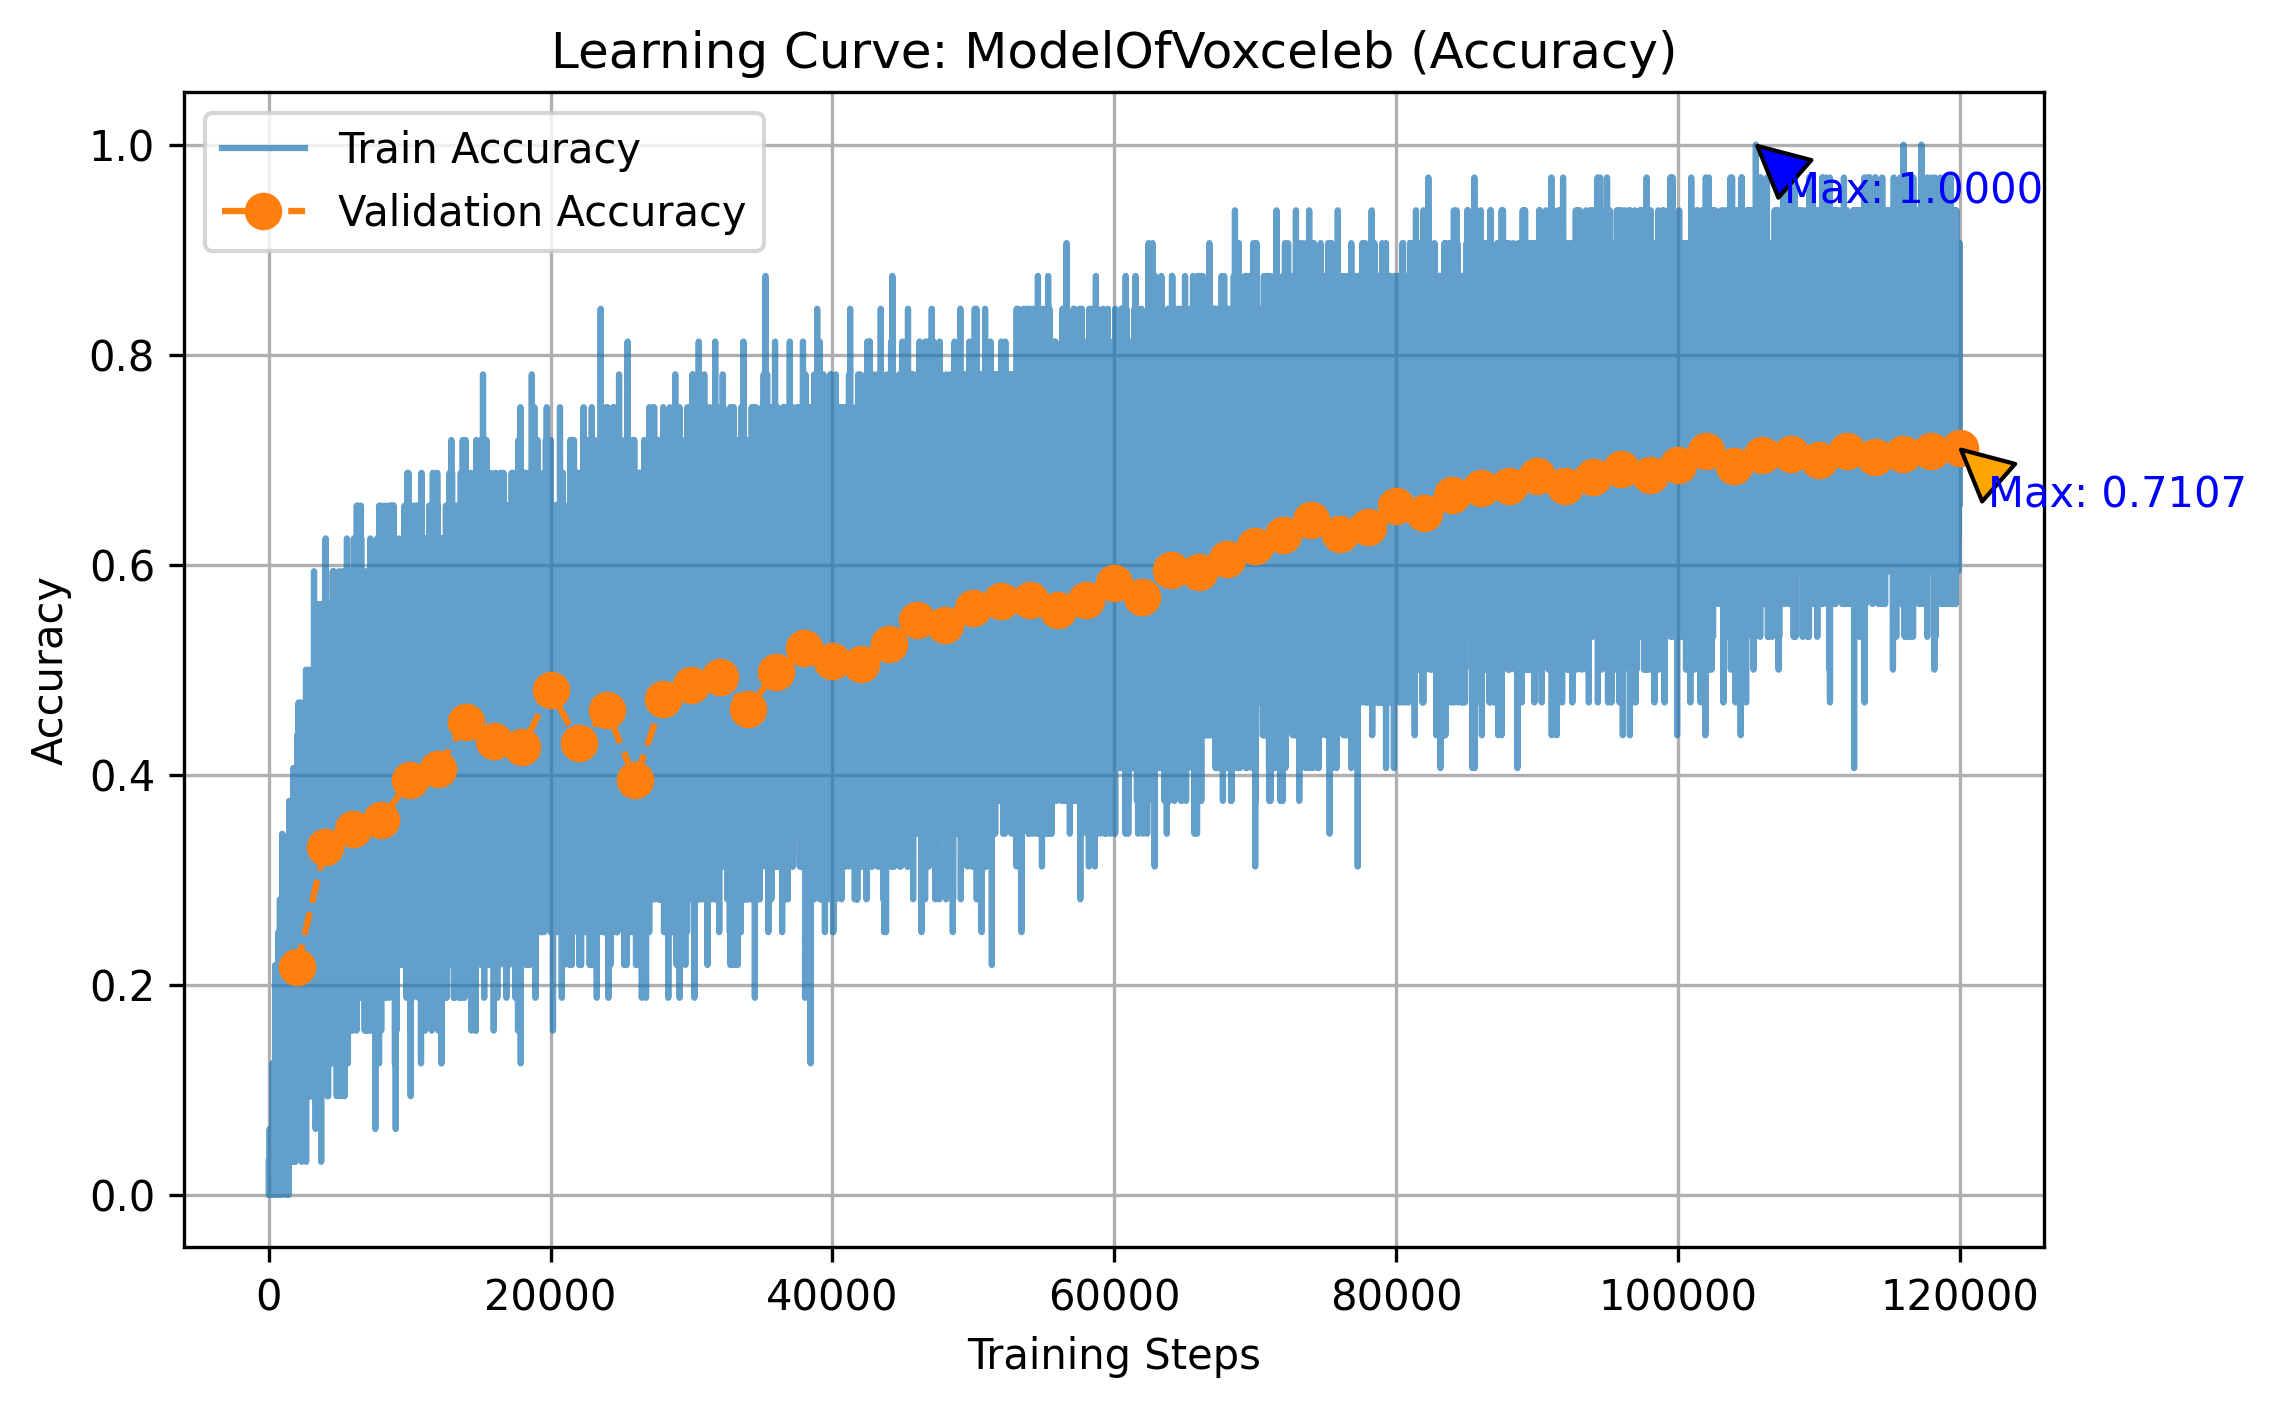 Learning Curve: ModelOfVoxceleb (Accuracy)
Train Accuracy
Validation Accuracy
Max: 1.0000
Max: 0.7107
Accuracy
1.0
0.8
0.6
0.4
0.2
0.0
0 20000 40000 60000 80000 100000 120000
Training Steps